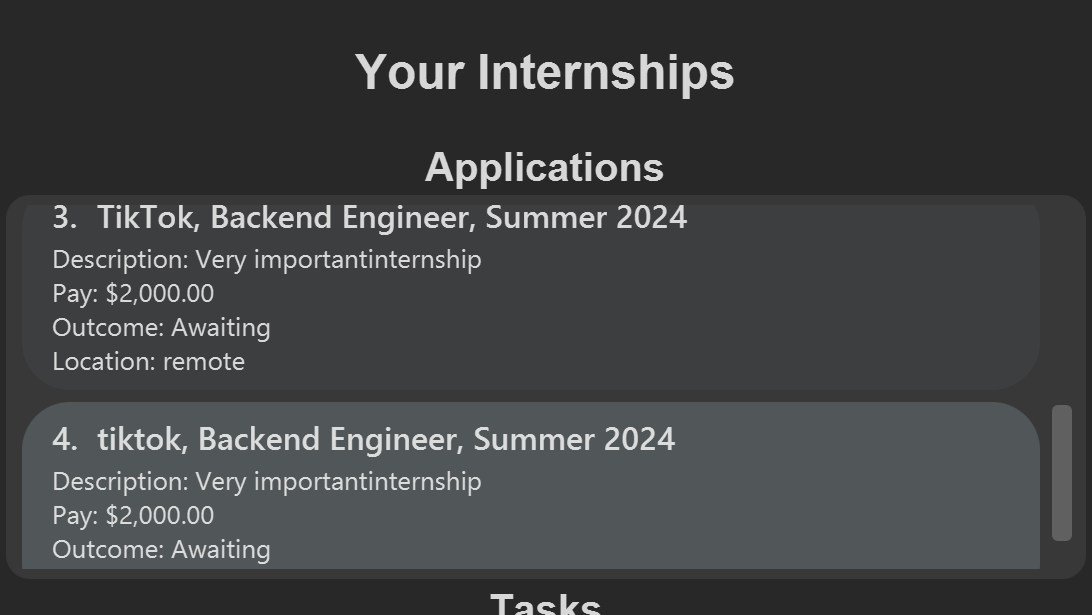 Your Internships
Applications
3. TikTok, Backend Engineer, Summer 2024
Description: Very importantinternship
Pay: $2,000.00
Outcome: Awaiting
Location: remote
4. tiktok, Backend Engineer, Summer 2024
Description: Very importantinternship
Pay: $2,000.00
Outcome: Awaiting
Tasks